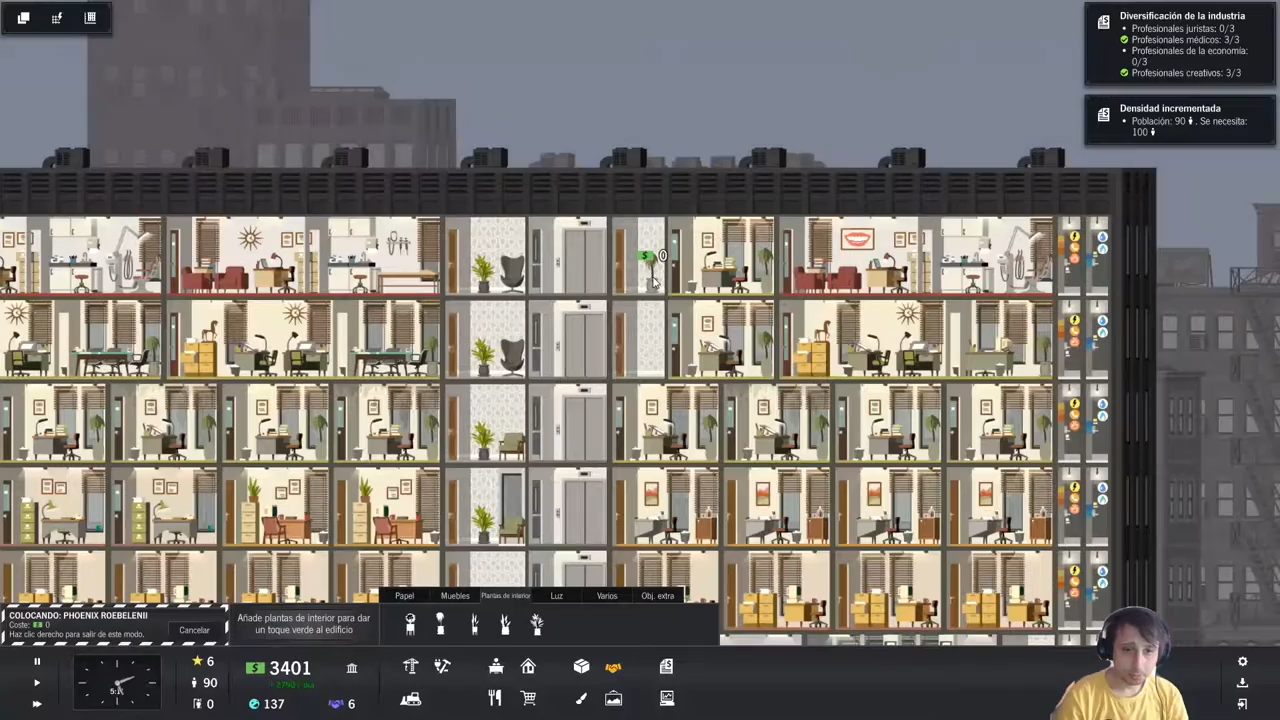 Diversificación de la industria
• Profesionales juristas: 0/3
Profesionales médicos: 3/3
• Profesionales de la economía:
0/3
Profesionales creativos: 3/3
Densidad incrementada
• Población: 90 . Se necesita:
100
$ 0
Papel Muebles Plantas de interior Luz Varios Obj. extra
COLOCANDO: PHOENIX ROEBELENII
Coste: 0
Haz clic derecho para salir de este modo.
Cancelar
Añade plantas de interior para dar
un toque verde al edificio
6
$ 3401
90
0
137
6